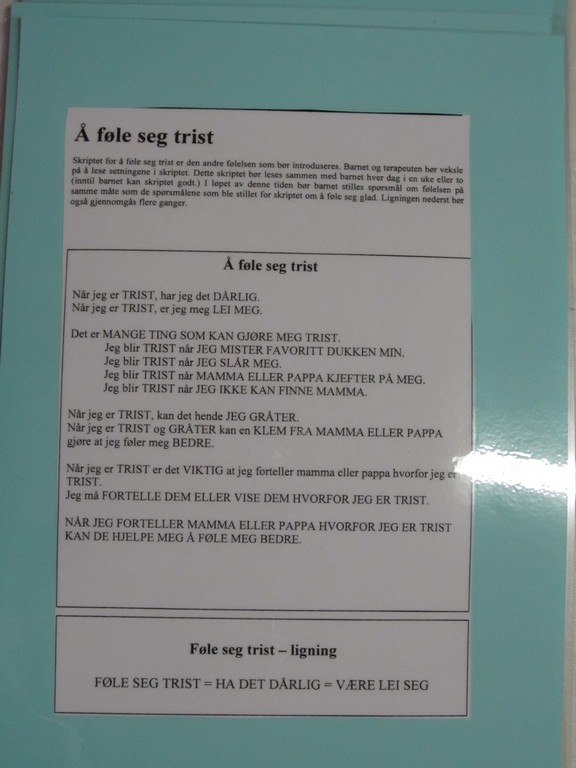 Å føle seg trist
Skriptet for å føle seg trist er den andre følelsen som bør introduseres. Barnet og terapeuten bør veksle
på å lese setningene i skriptet. Dette skriptet bør leses sammen med barnet hver dag i en uke eller to
(inntil barnet kan skriptet godt.) I løpet av denne tiden bør barnet stilles spørsmål om følelsen på
samme måte som de spørsmålene som ble stillet for skriptet om å føle seg glad. Ligningen nederst bør
også gjennomgås flere ganger.
Å føle seg trist
Når jeg er TRIST, har jeg det DÅRLIG.
Når jeg er TRIST, er jeg meg LEI MEG.
Det er MANGE TING SOM KAN GJØRE MEG TRIST.
Jeg blir TRIST når JEG MISTER FAVORITT DUKKEN MIN.
Jeg blir TRIST når JEG SLÅR MEG.
Jeg blir TRIST når MAMMA ELLER PAPPA KJEFTER PÅ MEG.
Jeg blir TRIST når JEG IKKE KAN FINNE MAMMA.
Når jeg er TRIST, kan det hende JEG GRÅTER.
Når jeg er TRIST og GRÅTER kan en KLEM FRA MAMMA ELLER PAPPA
gjøre at jeg føler meg BEDRE.
Når jeg er TRIST er det VIKTIG at jeg forteller mamma eller pappa hvorfor jeg er
TRIST.
Jeg må FORTELLE DEM ELLER VISE DEM HVORFOR JEG ER TRIST.
NÅR JEG FORTELLER MAMMA ELLER PAPPA HVORFOR JEG ER TRIST
KAN DE HJELPE MEG Å FØLE MEG BEDRE.
Føle seg trist – ligning
FØLE SEG TRIST = HA DET DÅRLIG = VÆRE LEI SEG